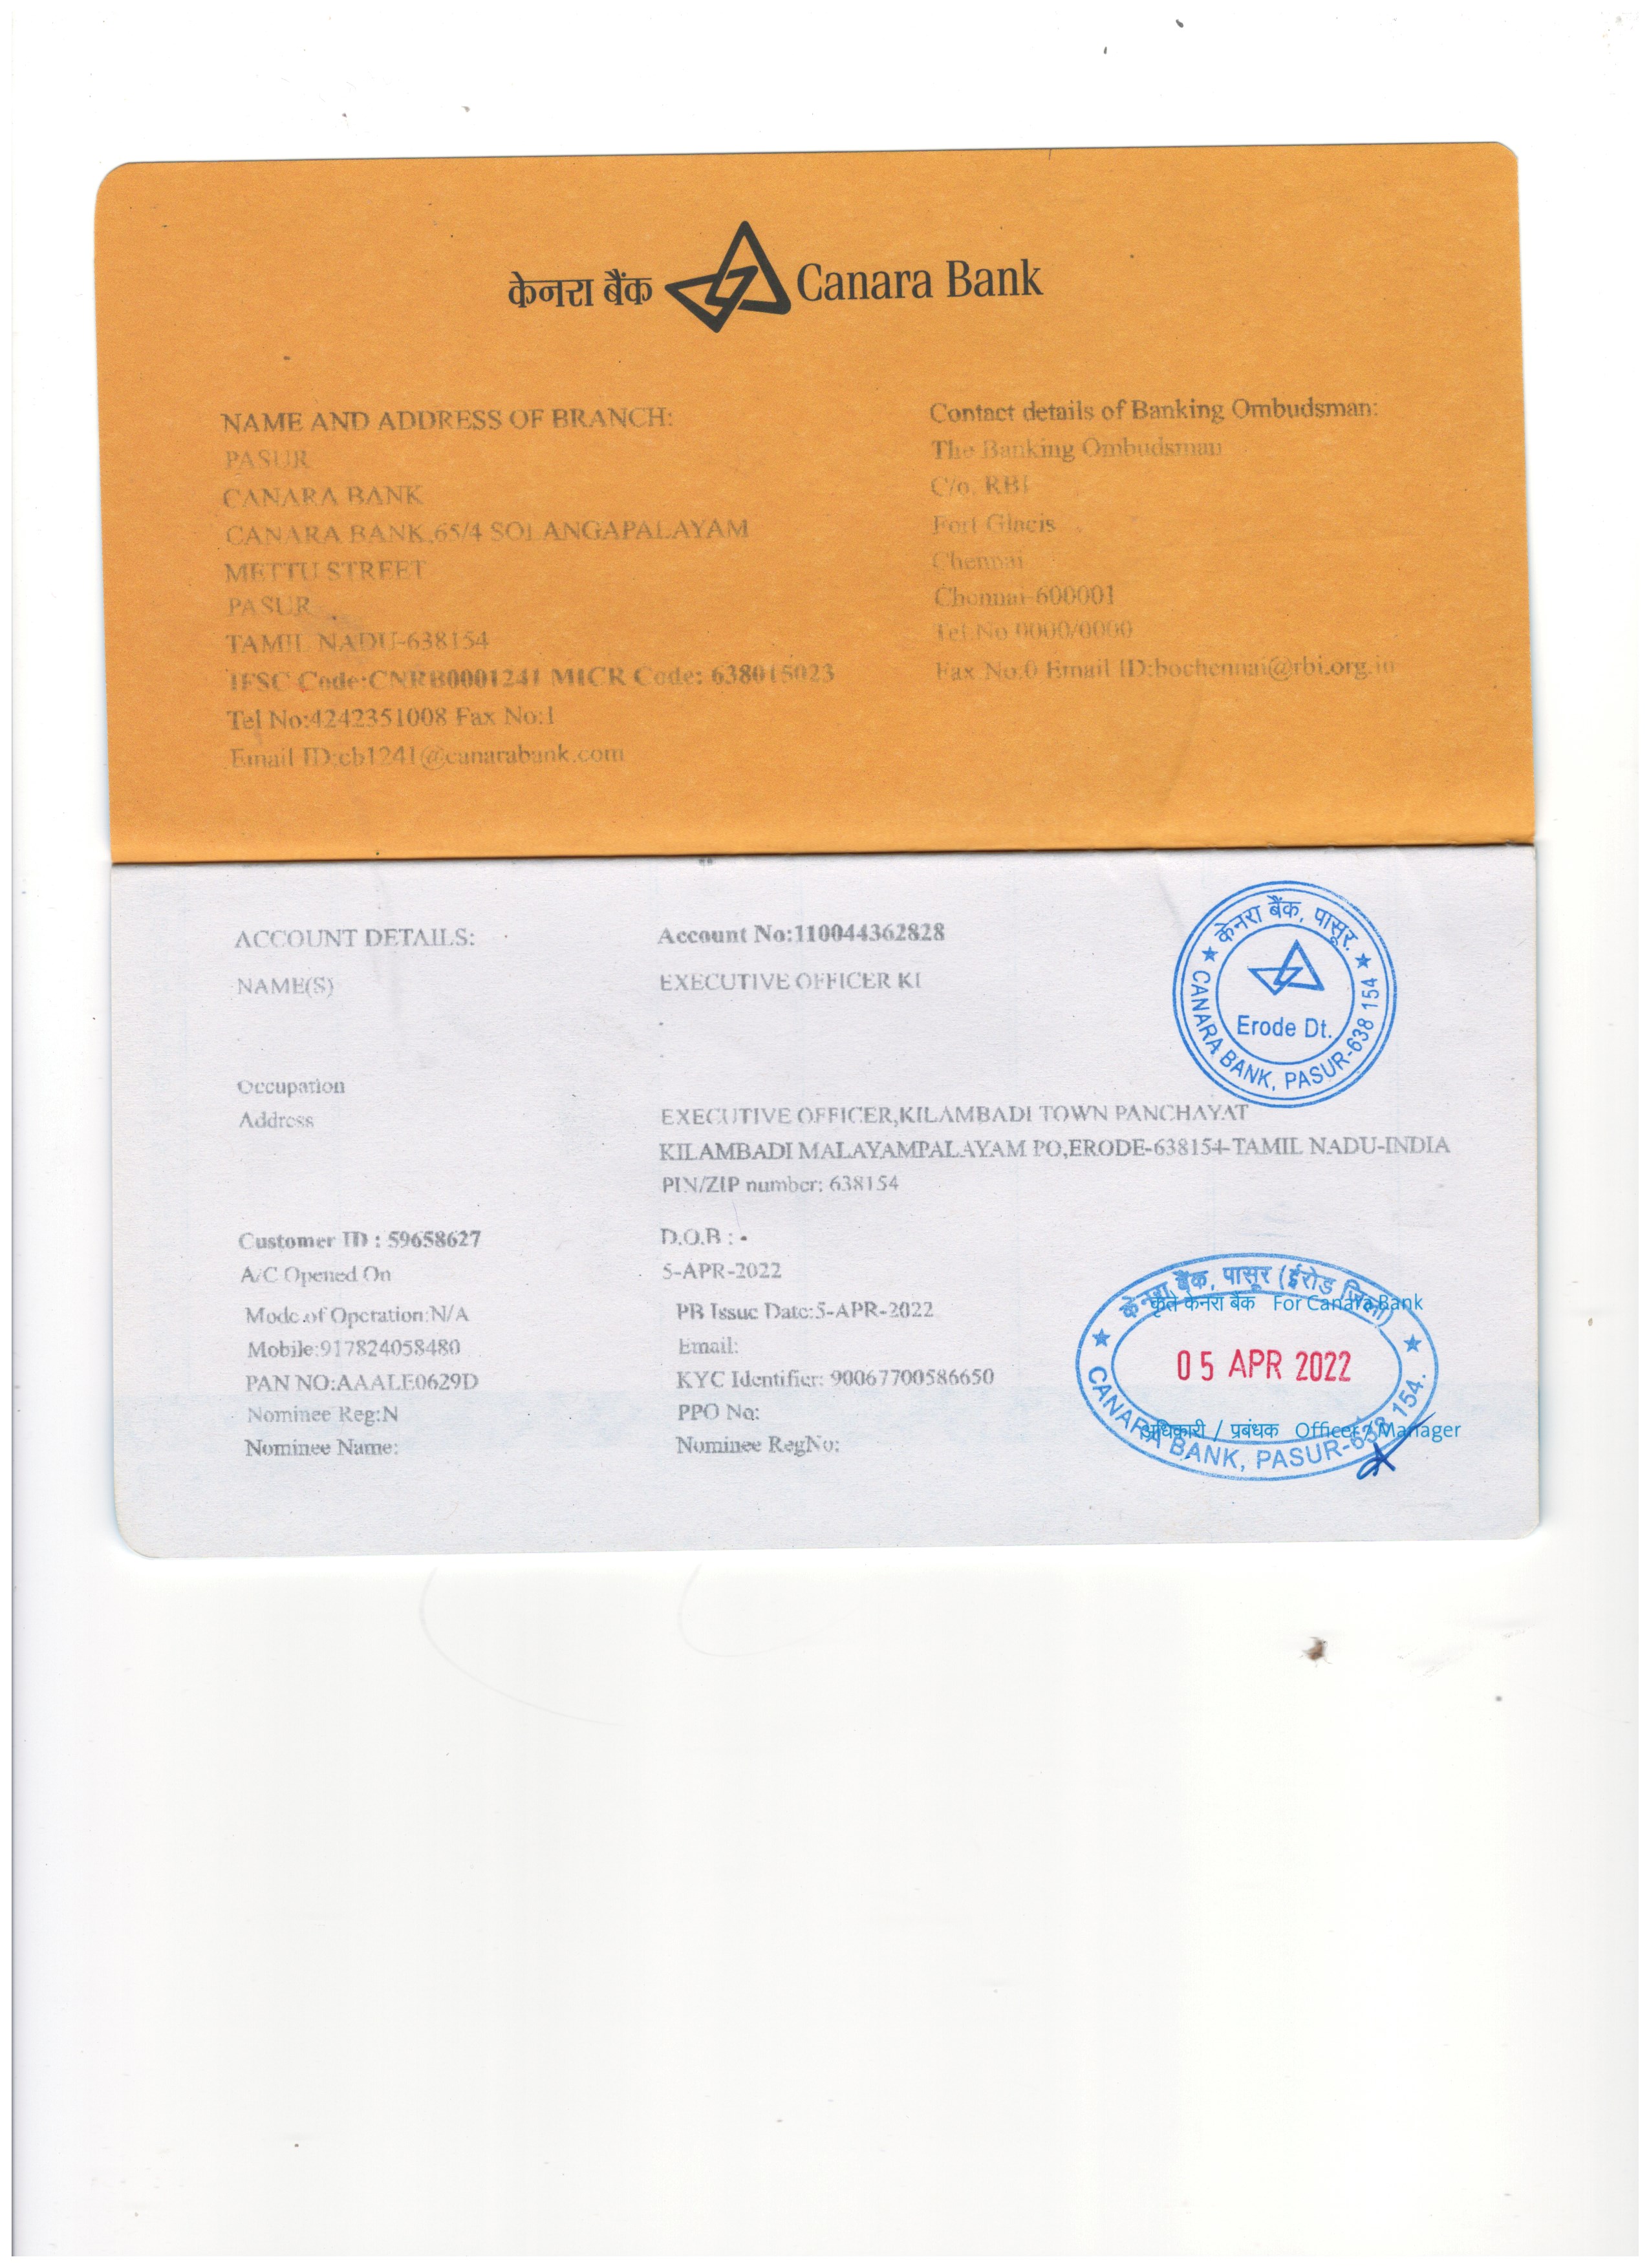 केनरा बैंक Canara Bank
NAME AND ADDRESS OF BRANCH:
PASUR
CANARA BANK
CANARA BANK,65/4 SOLANGAPALAYAM
METTU STREET
PASUR
TAMIL NADU-638154
IFSC Code:CNRB0001241 MICR Code: 638015023
Tel No:4242351008 Fax No:1
Email ID:cb1241@canarabank.com
Contact details of Banking Ombudsman:
The Banking Ombudsman
C/o. RBI
Fort Glacis
Chennai
Chennai-600001
Tel.No 0000/0000
Fax No:0 Email ID:bochennai@rbi.org.in
ACCOUNT DETAILS: Account No:110044362828
NAME(S) EXECUTIVE OFFICER KI
केनरा बैंक, पासूर.
CANARA BANK, PASUR-638 154
Erode Dt.
Occupation
Address EXECUTIVE OFFICER,KILAMBADI TOWN PANCHAYAT
KILAMBADI MALAYAMPALAYAM PO,ERODE-638154-TAMIL NADU-INDIA
PIN/ZIP number: 638154
Customer ID : 59658627 D.O.B : -
A/C Opened On 5-APR-2022
Mode of Operation:N/A PB Issue Date:5-APR-2022
Mobile:917824058480 Email:
PAN NO:AAALE0629D KYC Identifier: 90067700586650
Nominee Reg:N PPO No:
Nominee Name: Nominee RegNo:
केनरा बैंक, पासूर (ईरोड जिला)
कृते केनरा बैंक For Canara Bank
05 APR 2022
अधिकारी / प्रबंधक Officer / Manager
CANARA BANK, PASUR-638 154.